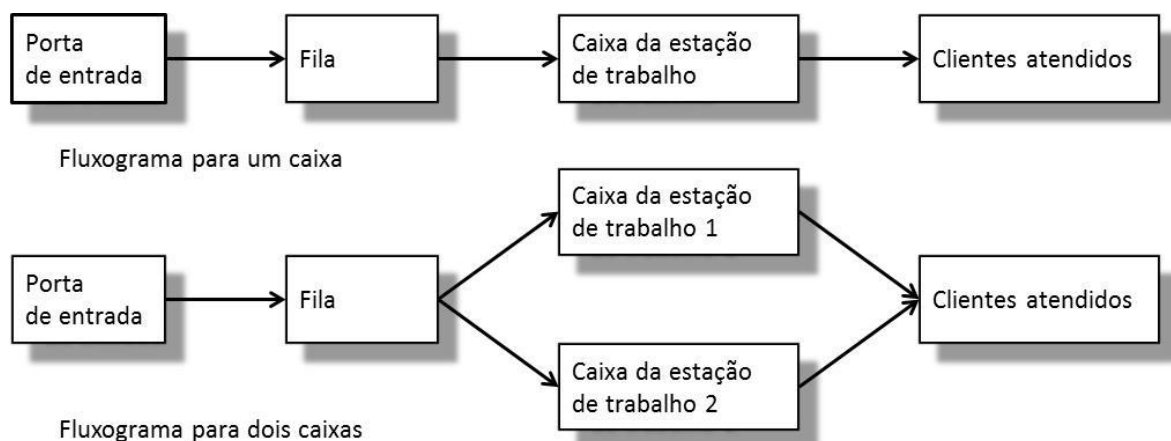 Porta
de entrada
Fila
Caixa da estação
de trabalho
Clientes atendidos
Fluxograma para um caixa
Caixa da estação
de trabalho 1
Porta
de entrada
Fila
Clientes atendidos
Caixa da estação
de trabalho 2
Fluxograma para dois caixas